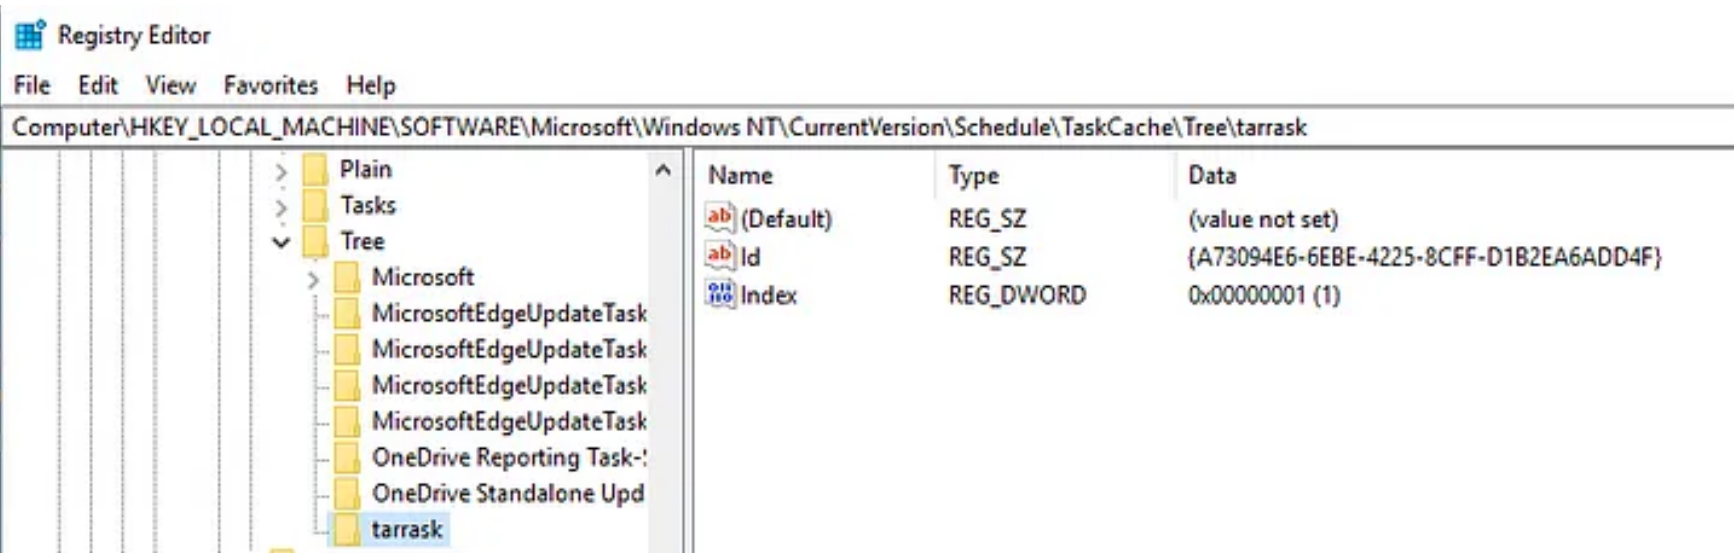 Registry Editor
File Edit View Favorites Help
Computer\HKEY_LOCAL_MACHINE\SOFTWARE\Microsoft\Windows NT\CurrentVersion\Schedule\TaskCache\Tree\tarrask
Plain
Tasks
Tree
Microsoft
MicrosoftEdgeUpdateTask
MicrosoftEdgeUpdateTask
MicrosoftEdgeUpdateTask
MicrosoftEdgeUpdateTask
OneDrive Reporting Task-
OneDrive Standalone Upd
tarrask
Name Type Data
(Default) REG_SZ (value not set)
Id REG_SZ {A73094E6-6EBE-4225-8CFF-D1B2EA6ADD4F}
Index REG_DWORD 0x00000001 (1)